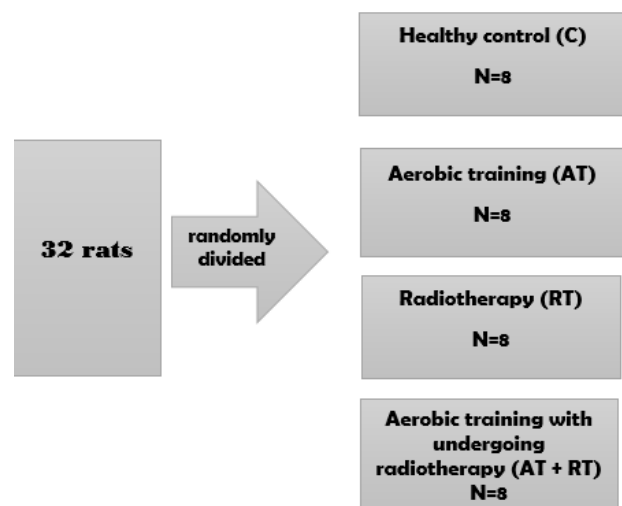 32 rats
randomly
divided
Healthy control (C)
N=8
Aerobic training (AT)
N=8
Radiotherapy (RT)
N=8
Aerobic training with
undergoing
radiotherapy (AT + RT)
N=8